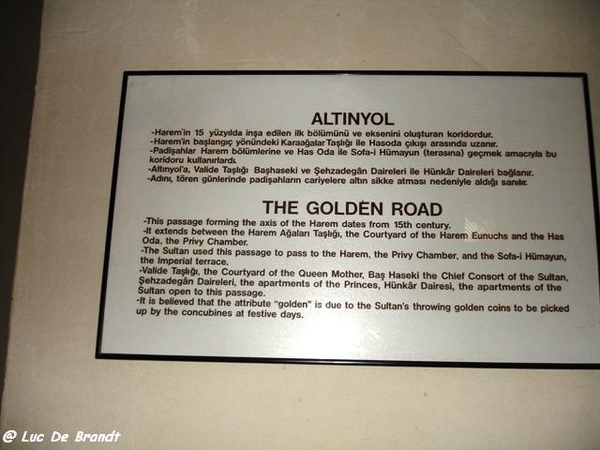 ALTINYOL
-Harem'in 15 yüzyılda inşa edilen ilk bölümünü ve eksenini oluşturan koridordur.
-Harem'in başlangıç yönündeki Karaağalar Taşlığı ile Hasoda çıkışı arasında uzanır.
-Padişahlar Harem bölümlerine ve Has Oda ile Sofa-i Hümayun (terasına) geçmek amacıyla bu
koridoru kullanırlardı.
-Altınyol'a, Valide Taşlığı Başhaseki ve Şehzadegân Daireleri ile Hünkâr Daireleri bağlanır.
-Adını, tören günlerinde padişahların cariyelere altın sikke atması nedeniyle aldığı sanılır.
THE GOLDEN ROAD
-This passage forming the axis of the Harem dates from 15th century.
-It extends between the Harem Ağaları Taşlığı, the Courtyard of the Harem Eunuchs and the Has
Oda, the Privy Chamber.
-The Sultan used this passage to pass to the Harem, the Privy Chamber, and the Sofa-i Hümayun,
the Imperial terrace.
-Valide Taşlığı, the Courtyard of the Queen Mother, Baş Haseki the Chief Consort of the Sultan,
Şehzadegân Daireleri, the apartments of the Princes, Hünkâr Dairesi, the apartments of the
Sultan open to this passage.
-It is believed that the attribute "golden" is due to the Sultan's throwing golden coins to be picked
up by the concubines at festive days.
@ Luc De Brandt